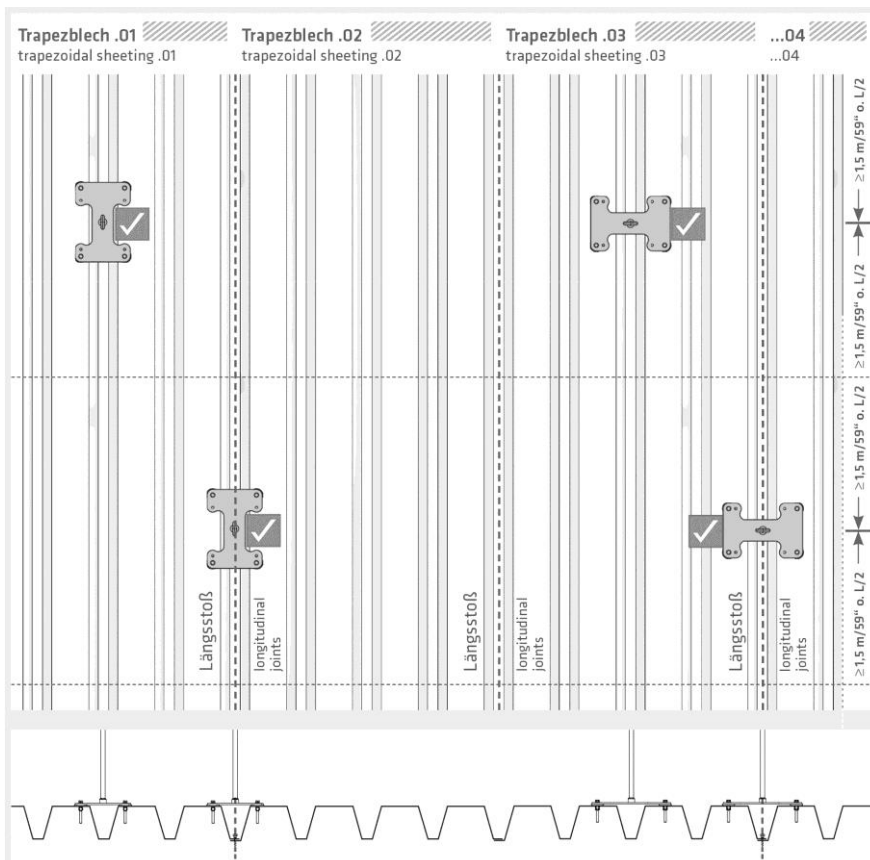 Trapezblech .01
trapezoidal sheeting .01
Trapezblech .02
trapezoidal sheeting .02
Trapezblech .03
trapezoidal sheeting .03
...04
...04
≥1,5 m/59“ o. L/2
≥1,5 m/59“ o. L/2
≥1,5 m/59“ o. L/2
≥1,5 m/59“ o. L/2
Längsstoß
longitudinal
joints
Längsstoß
longitudinal
joints
Längsstoß
longitudinal
joints